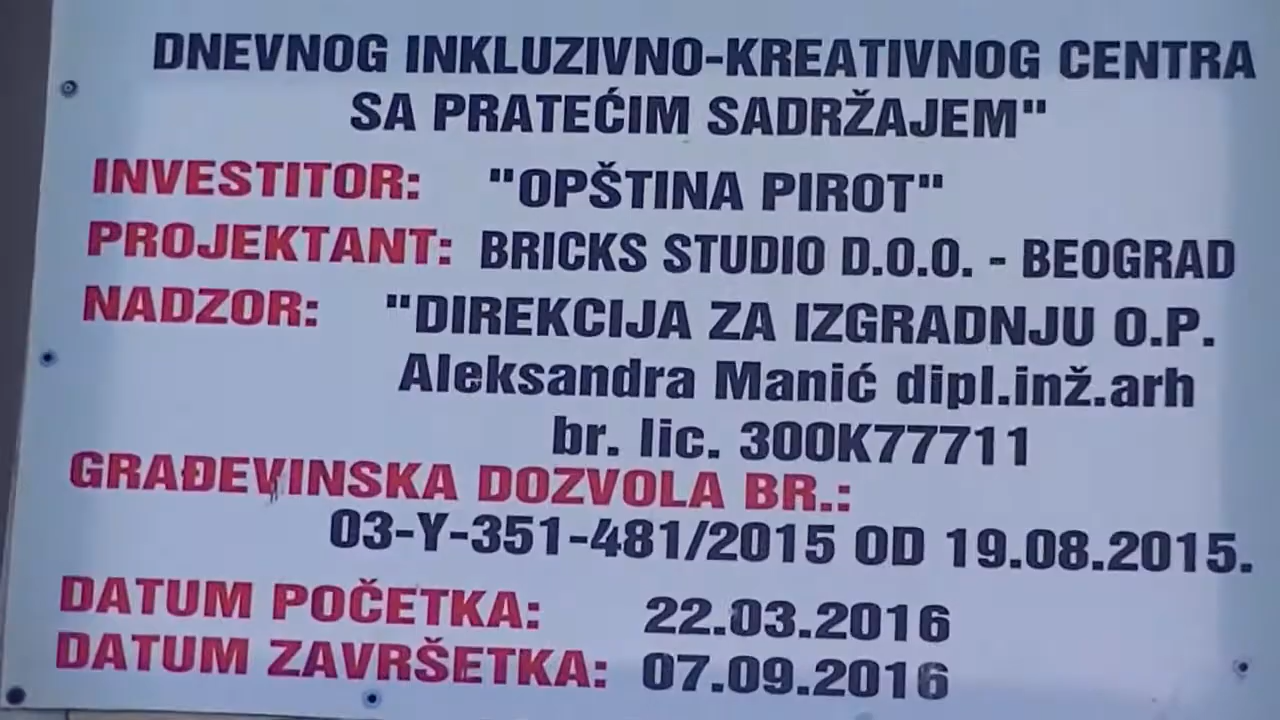 DNEVNOG INKLUZIVNO-KREATIVNOG CENTRA
SA PRATEĆIM SADRŽAJEM"
INVESTITOR: "OPŠTINA PIROT"
PROJEKTANT: BRICKS STUDIO D.O.O. - BEOGRAD
NADZOR: "DIREKCIJA ZA IZGRADNJU O.P.
Aleksandra Manić dipl.inž.arh
br. lic. 300K77711
GRAĐEVINSKA DOZVOLA BR.:
03-Y-351-481/2015 OD 19.08.2015.
DATUM POČETKA: 22.03.2016
DATUM ZAVRŠETKA: 07.09.2016